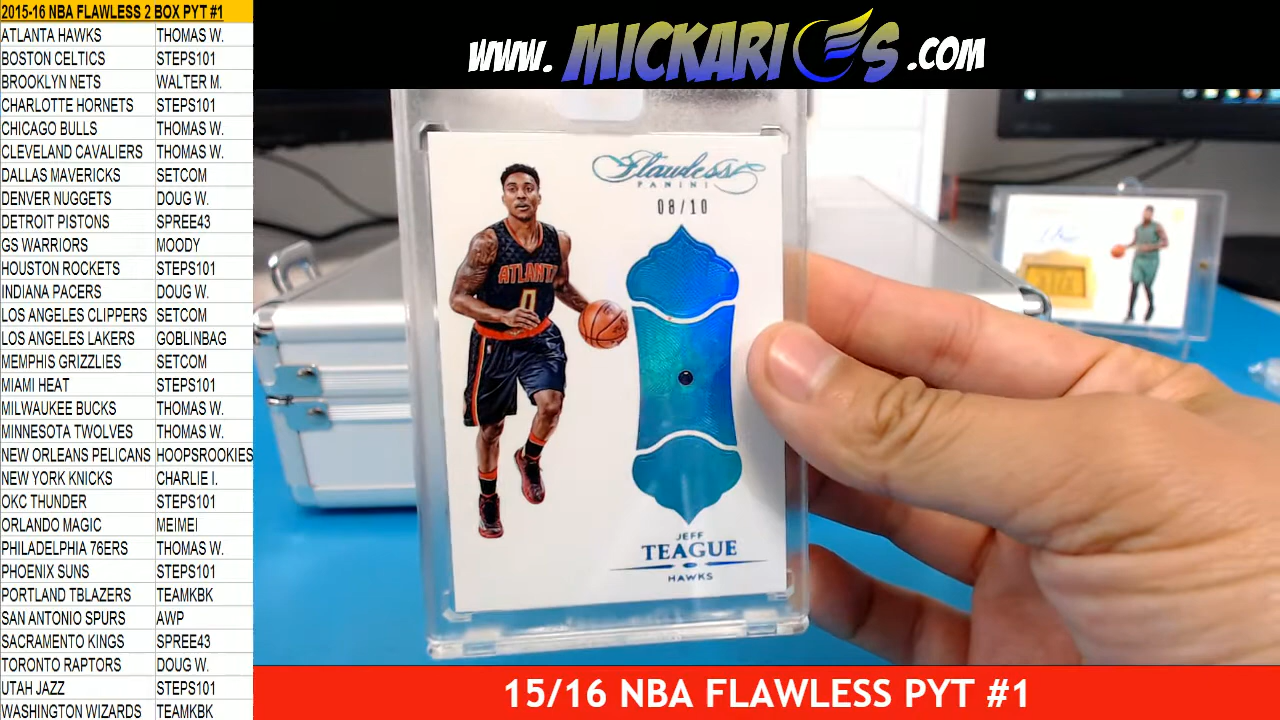 2015-16 NBA FLAWLESS 2 BOX PYT #1
ATLANTA HAWKS THOMAS W.
BOSTON CELTICS STEPS101
BROOKLYN NETS WALTER M.
CHARLOTTE HORNETS STEPS101
CHICAGO BULLS THOMAS W.
CLEVELAND CAVALIERS THOMAS W.
DALLAS MAVERICKS SETCOM
DENVER NUGGETS DOUG W.
DETROIT PISTONS SPREE43
GS WARRIORS MOODY
HOUSTON ROCKETS STEPS101
INDIANA PACERS DOUG W.
LOS ANGELES CLIPPERS SETCOM
LOS ANGELES LAKERS GOBLINBAG
MEMPHIS GRIZZLIES SETCOM
MIAMI HEAT STEPS101
MILWAUKEE BUCKS THOMAS W.
MINNESOTA TWOLVES THOMAS W.
NEW ORLEANS PELICANS HOOPSROOKIES
NEW YORK KNICKS CHARLIE I.
OKC THUNDER STEPS101
ORLANDO MAGIC MEIMEI
PHILADELPHIA 76ERS THOMAS W.
PHOENIX SUNS STEPS101
PORTLAND TBLAZERS TEAMKBK
SAN ANTONIO SPURS AWP
SACRAMENTO KINGS SPREE43
TORONTO RAPTORS DOUG W.
UTAH JAZZ STEPS101
WASHINGTON WIZARDS TEAMKBK
www.MICKARIES.com
Flawless
PANINI
08/10
ATLANTA
0
JEFF
TEAGUE
HAWKS
15/16 NBA FLAWLESS PYT #1